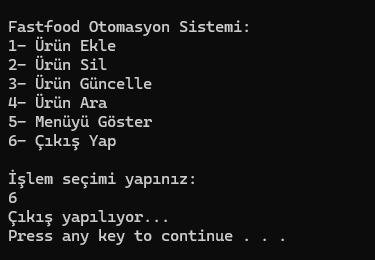 Fastfood Otomasyon Sistemi:
1- Ürün Ekle
2- Ürün Sil
3- Ürün Güncelle
4- Ürün Ara
5- Menüyü Göster
6- Çıkış Yap
İşlem seçimi yapınız:
6
Çıkış yapılıyor...
Press any key to continue . . .